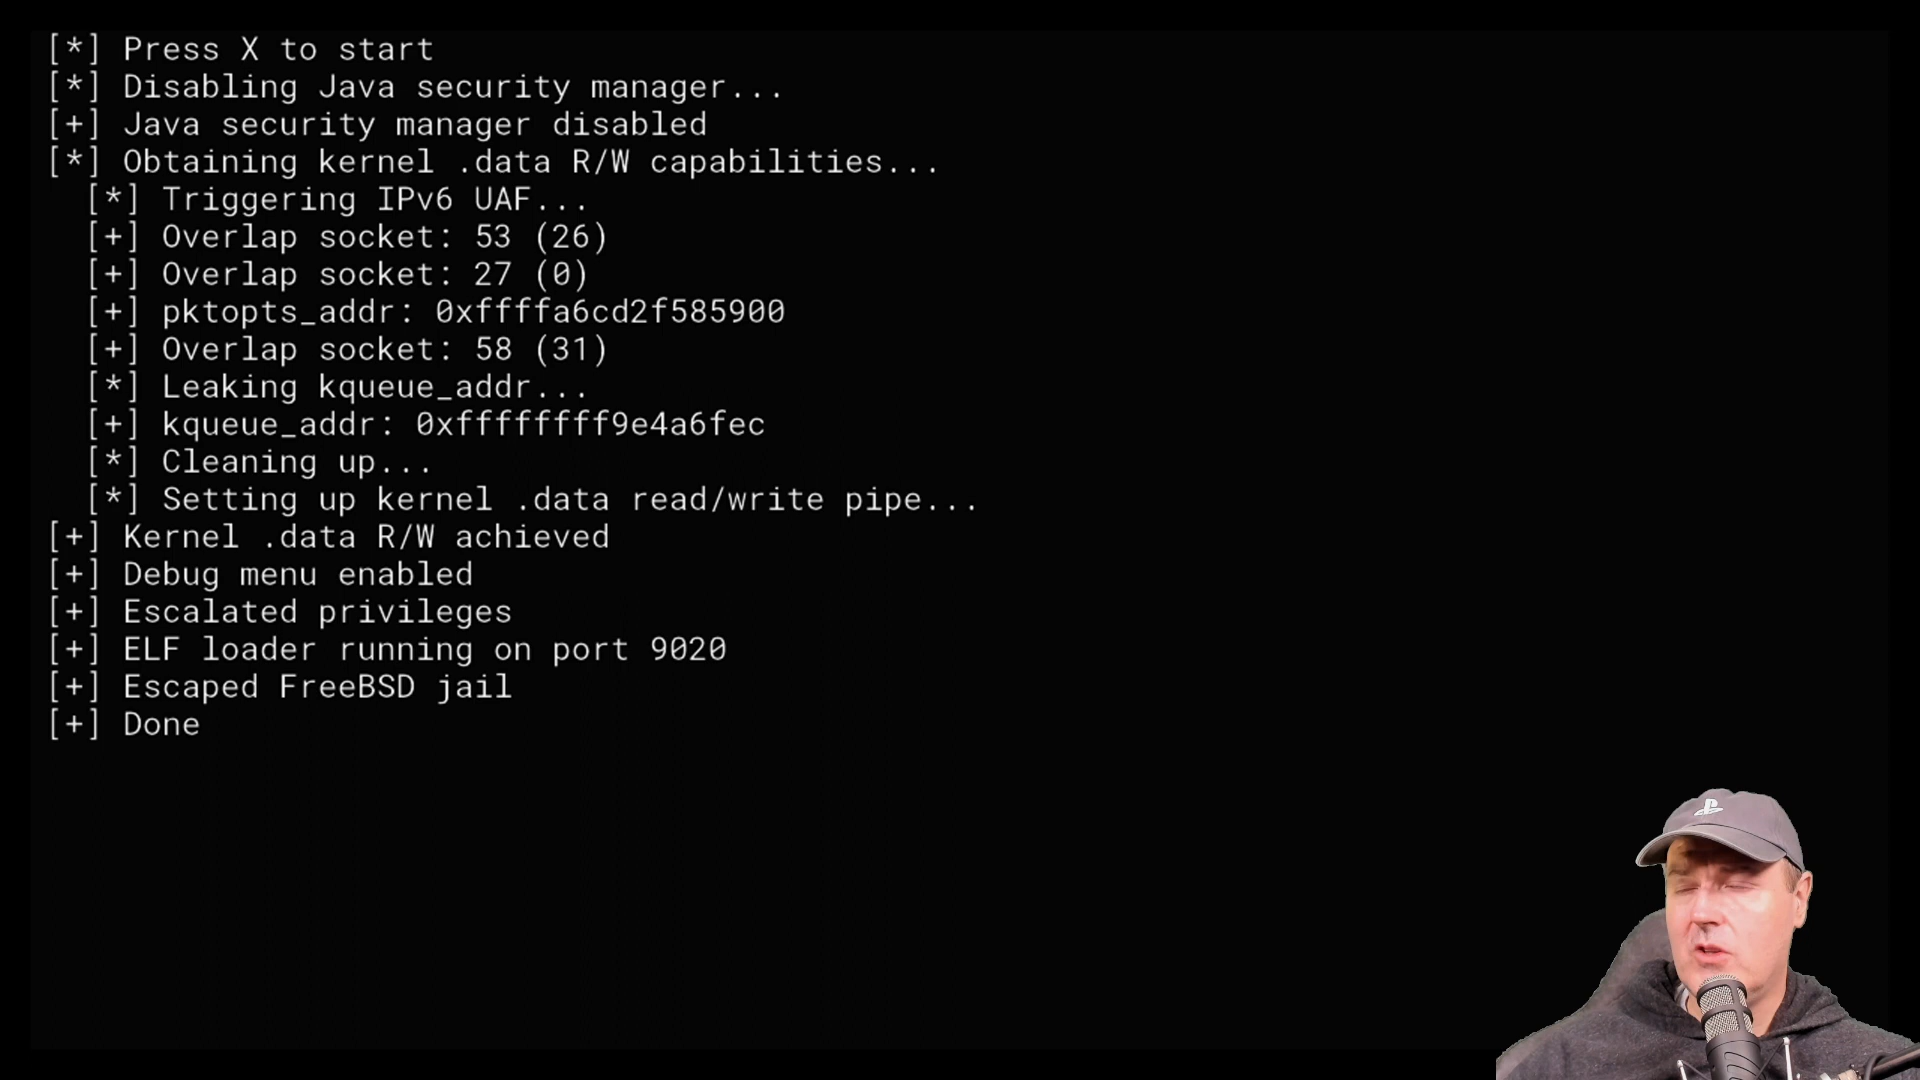 [*] Press X to start
[*] Disabling Java security manager...
[+] Java security manager disabled
[*] Obtaining kernel .data R/W capabilities...
[*] Triggering IPv6 UAF...
[+] Overlap socket: 53 (26)
[+] Overlap socket: 27 (0)
[+] pktopts_addr: 0xffffa6cd2f585900
[+] Overlap socket: 58 (31)
[*] Leaking kqueue_addr...
[+] kqueue_addr: 0xffffffff9e4a6fec
[*] Cleaning up...
[*] Setting up kernel .data read/write pipe...
[+] Kernel .data R/W achieved
[+] Debug menu enabled
[+] Escalated privileges
[+] ELF loader running on port 9020
[+] Escaped FreeBSD jail
[+] Done